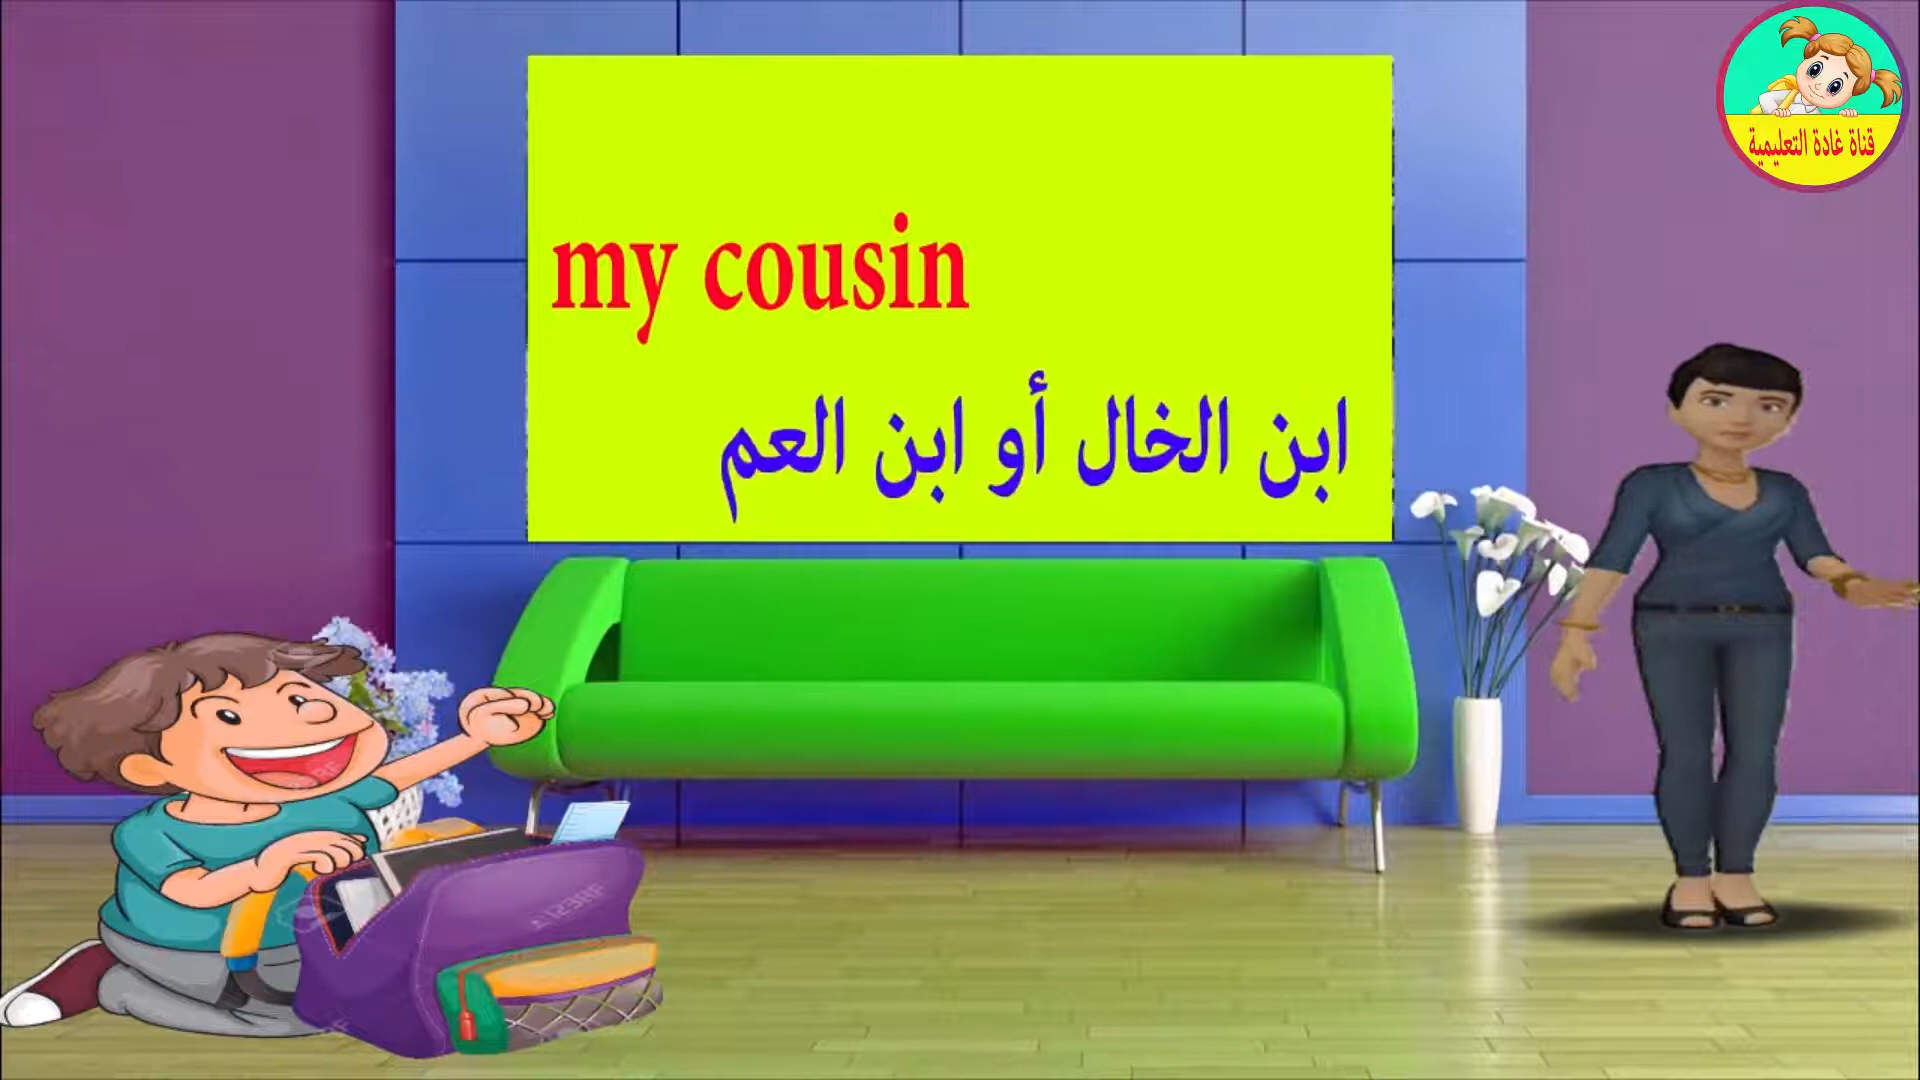 my cousin
ابن الخال أو ابن العم
قناة غادة التعليمية